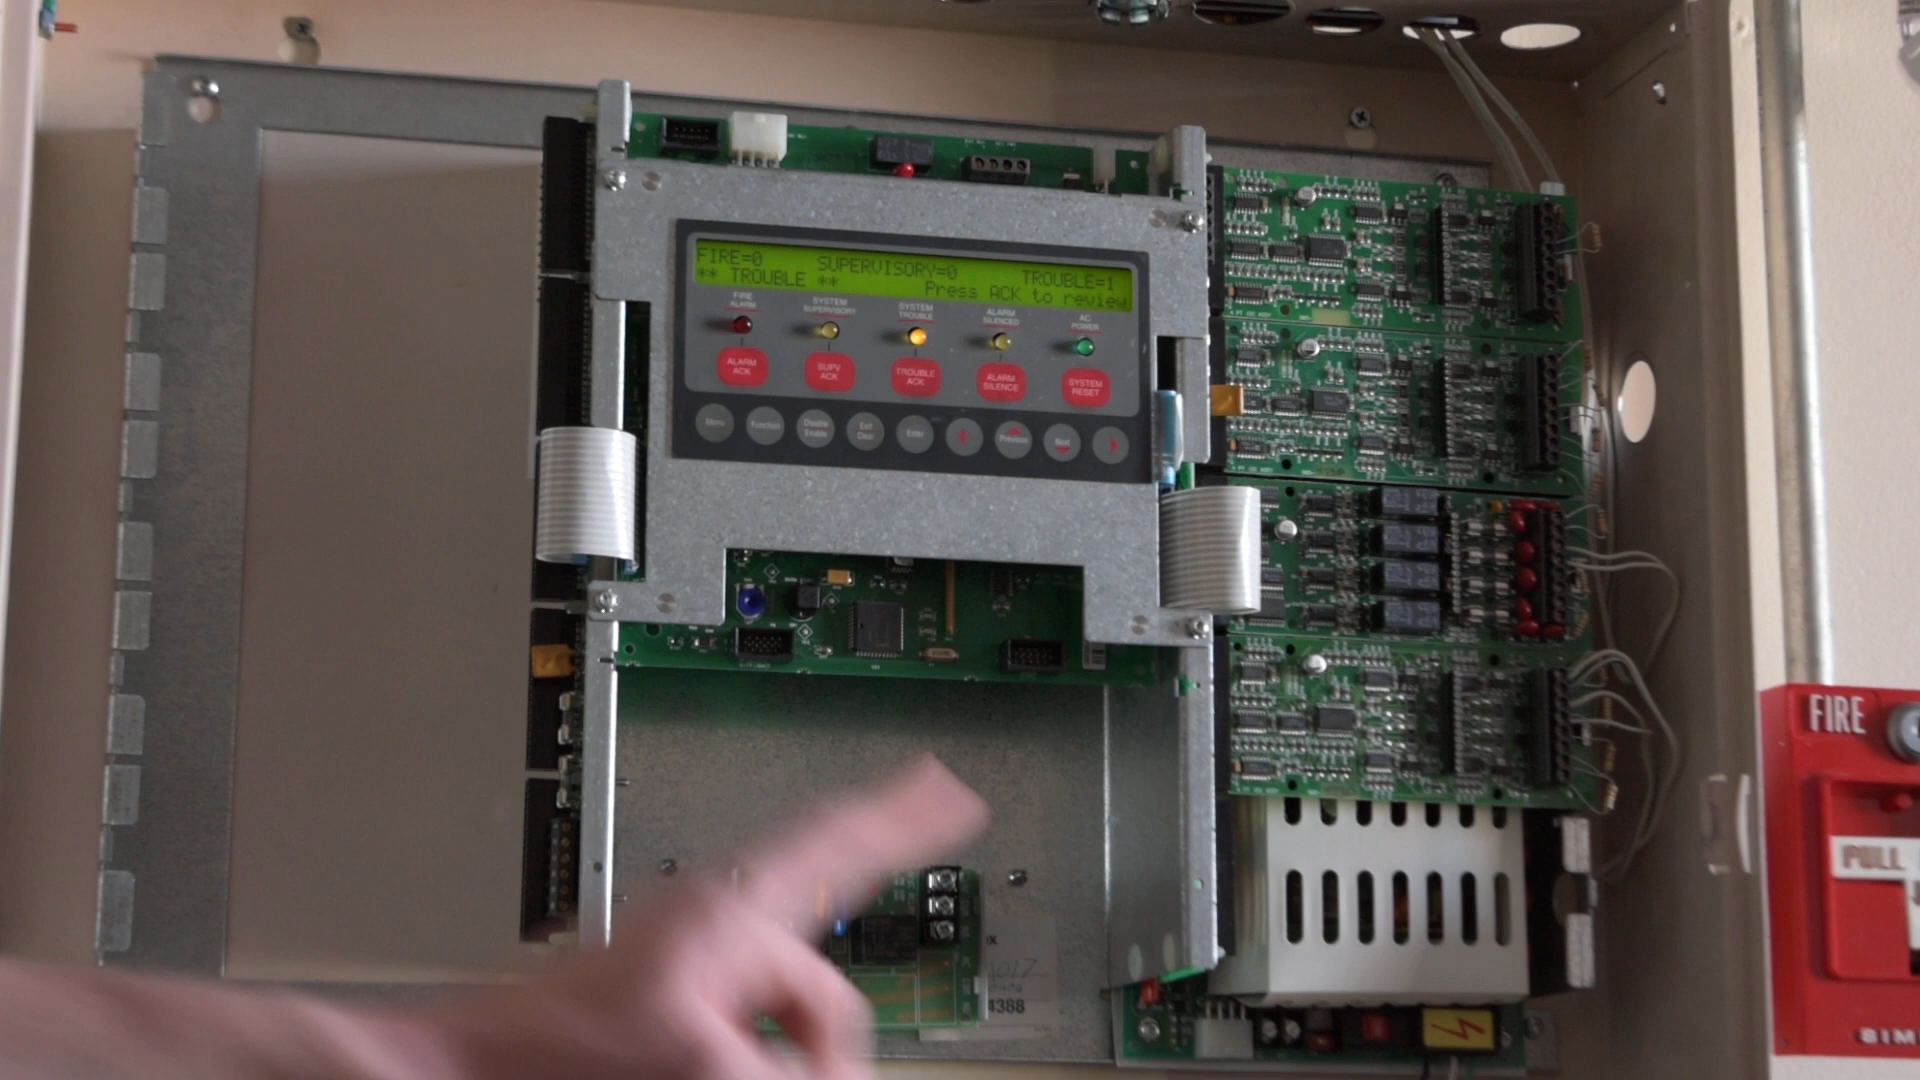 FIRE=0 SUPERVISORY=0 TROUBLE=1
** TROUBLE ** Press ACK to review
FIRE
ALARM
SYSTEM
SUPERVISORY
SYSTEM
TROUBLE
ALARM
SILENCED
AC
POWER
ALARM
ACK
SUPV
ACK
TROUBLE
ACK
ALARM
SILENCE
SYSTEM
RESET
Menu
Function
Disable
Enable
Exit
Clear
Enter
Previous
Next
FIRE
PULL
SIM
4388